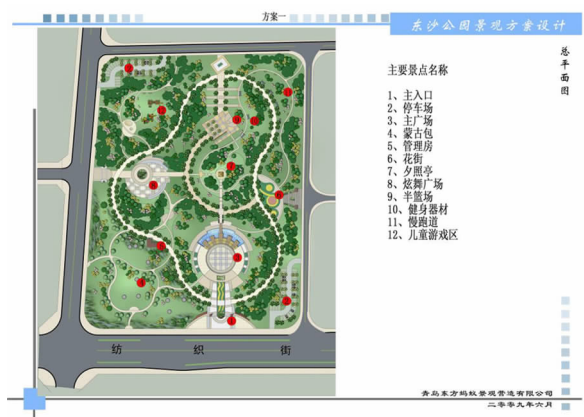 方案一
东沙公园景观方案设计
总平面图
主要景点名称
1、主入口
2、停车场
3、主广场
4、蒙古包
5、管理房
6、花街
7、夕照亭
8、炫舞广场
9、半篮场
10、健身器材
11、慢跑道
12、儿童游戏区
纺织街
青岛东方蚂蚁景观营造有限公司
二零零九年六月